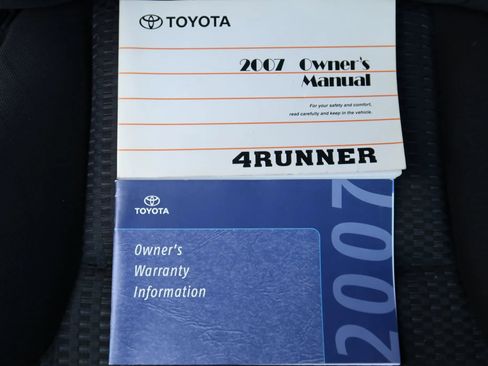 TOYOTA
2007 Owner's
Manual
For your safety and comfort,
read carefully and keep in the vehicle.
4RUNNER
TOYOTA
Owner's
Warranty
Information
2007